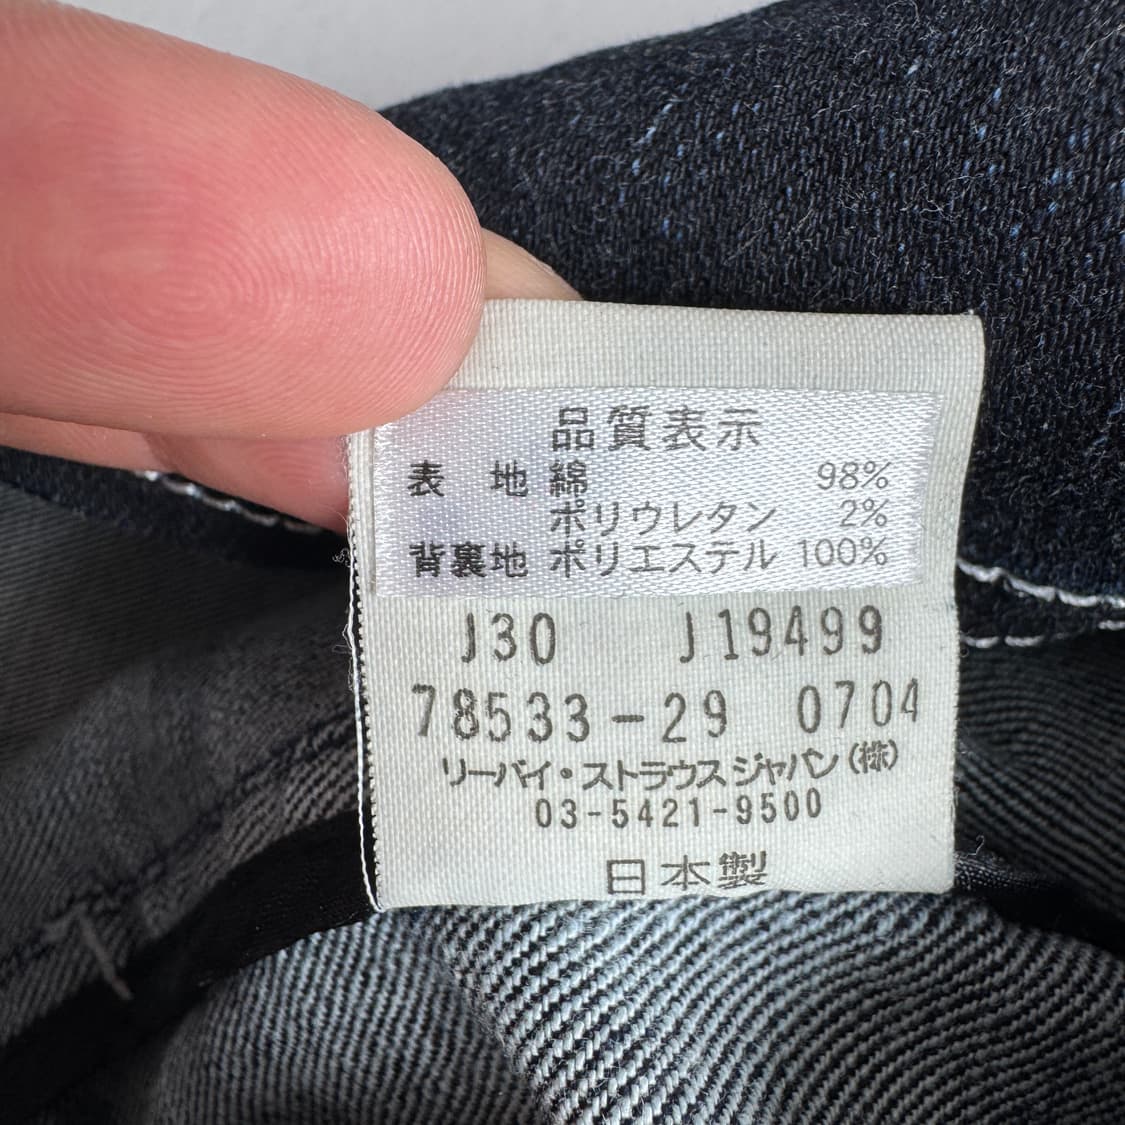 品質表示
表 地 綿 98%
ポリウレタン 2%
背裏地 ポリエステル 100%
J30 J19499
78533-29 0704
リーバイ・ストラウスジャパン(株)
03-5421-9500
日本製